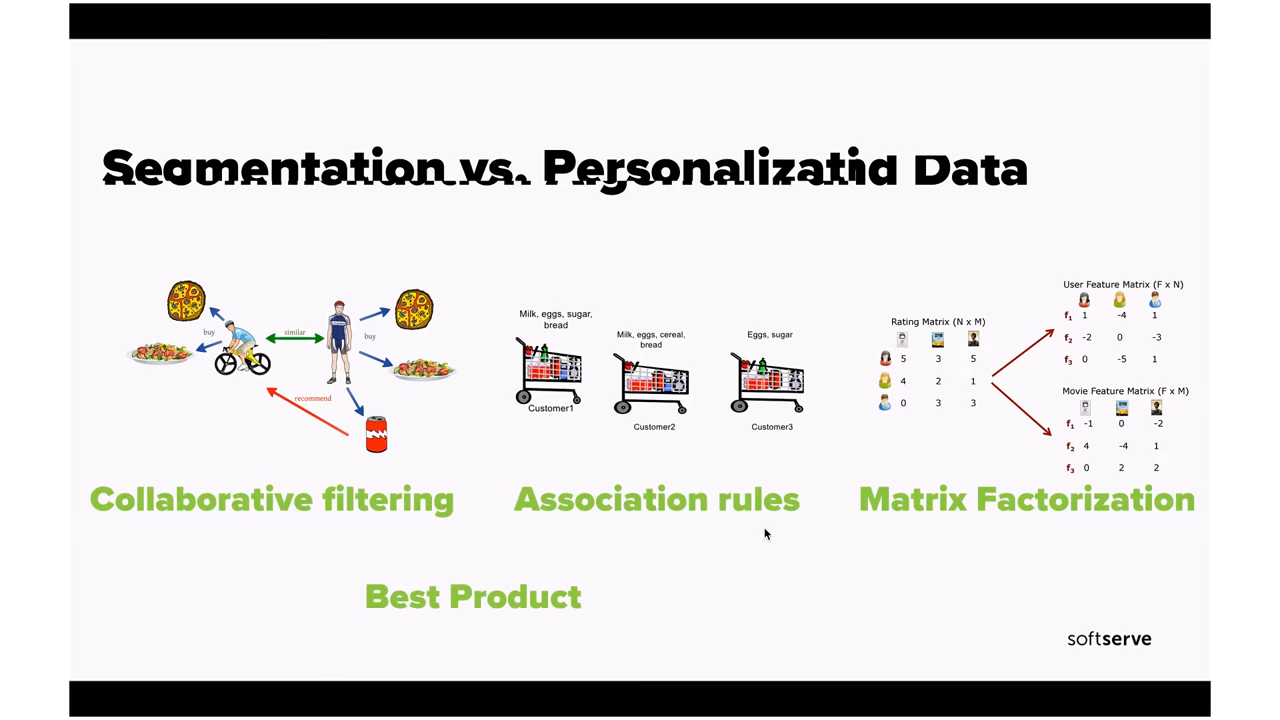 Segmentation vs. Personalizatid Data
buy
similar
buy
recommend
Collaborative filtering
Milk, eggs, sugar,
bread
Customer1
Milk, eggs, cereal,
bread
Customer2
Eggs, sugar
Customer3
Association rules
Rating Matrix (N x M)
5 3 5
4 2 1
0 3 3
User Feature Matrix (F x N)
f1 1 -4 1
f2 -2 0 -3
f3 0 -5 1
Movie Feature Matrix (F x M)
f1 -1 0 -2
f2 4 -4 1
f3 0 2 2
Matrix Factorization
Best Product
softserve